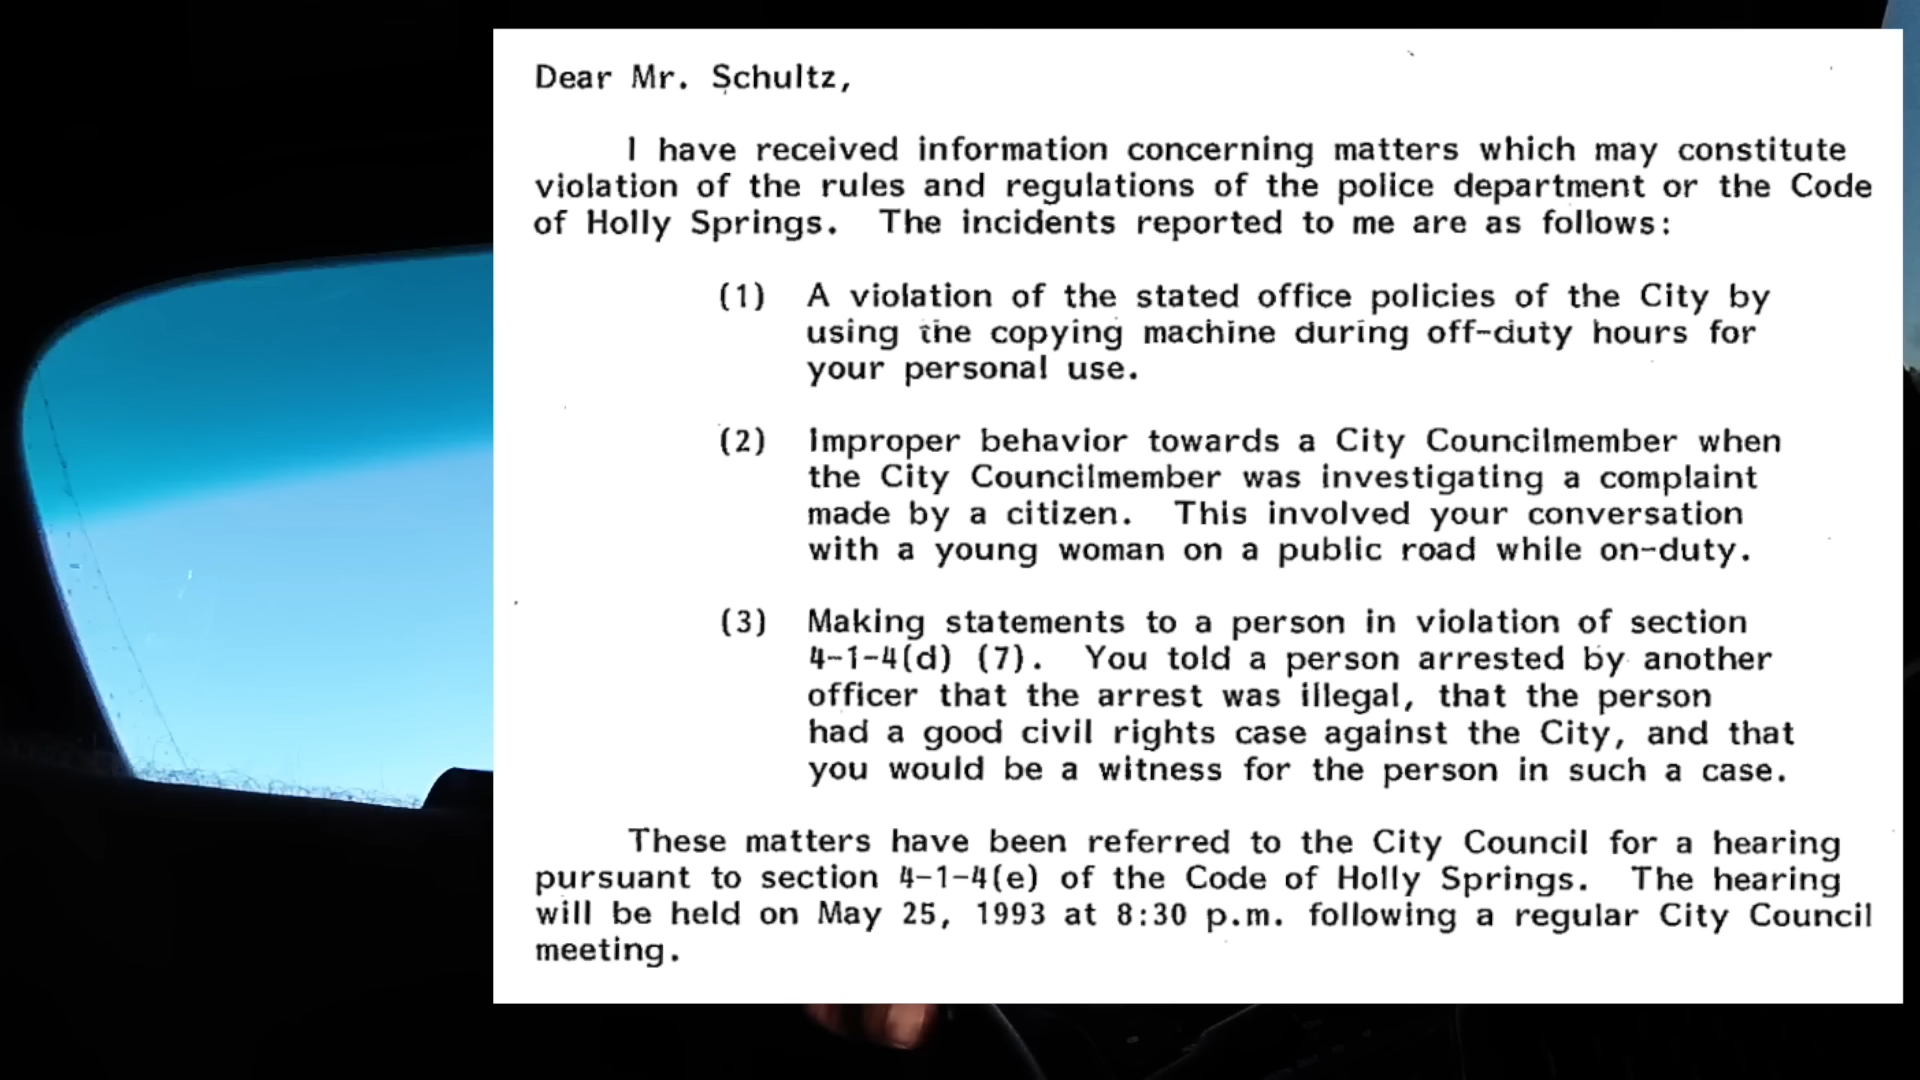 Dear Mr. Schultz,
I have received information concerning matters which may constitute
violation of the rules and regulations of the police department or the Code
of Holly Springs. The incidents reported to me are as follows:
(1) A violation of the stated office policies of the City by
using the copying machine during off-duty hours for
your personal use.
(2) Improper behavior towards a City Councilmember when
the City Councilmember was investigating a complaint
made by a citizen. This involved your conversation
with a young woman on a public road while on-duty.
(3) Making statements to a person in violation of section
4-1-4(d) (7). You told a person arrested by another
officer that the arrest was illegal, that the person
had a good civil rights case against the City, and that
you would be a witness for the person in such a case.
These matters have been referred to the City Council for a hearing
pursuant to section 4-1-4(e) of the Code of Holly Springs. The hearing
will be held on May 25, 1993 at 8:30 p.m. following a regular City Council
meeting.